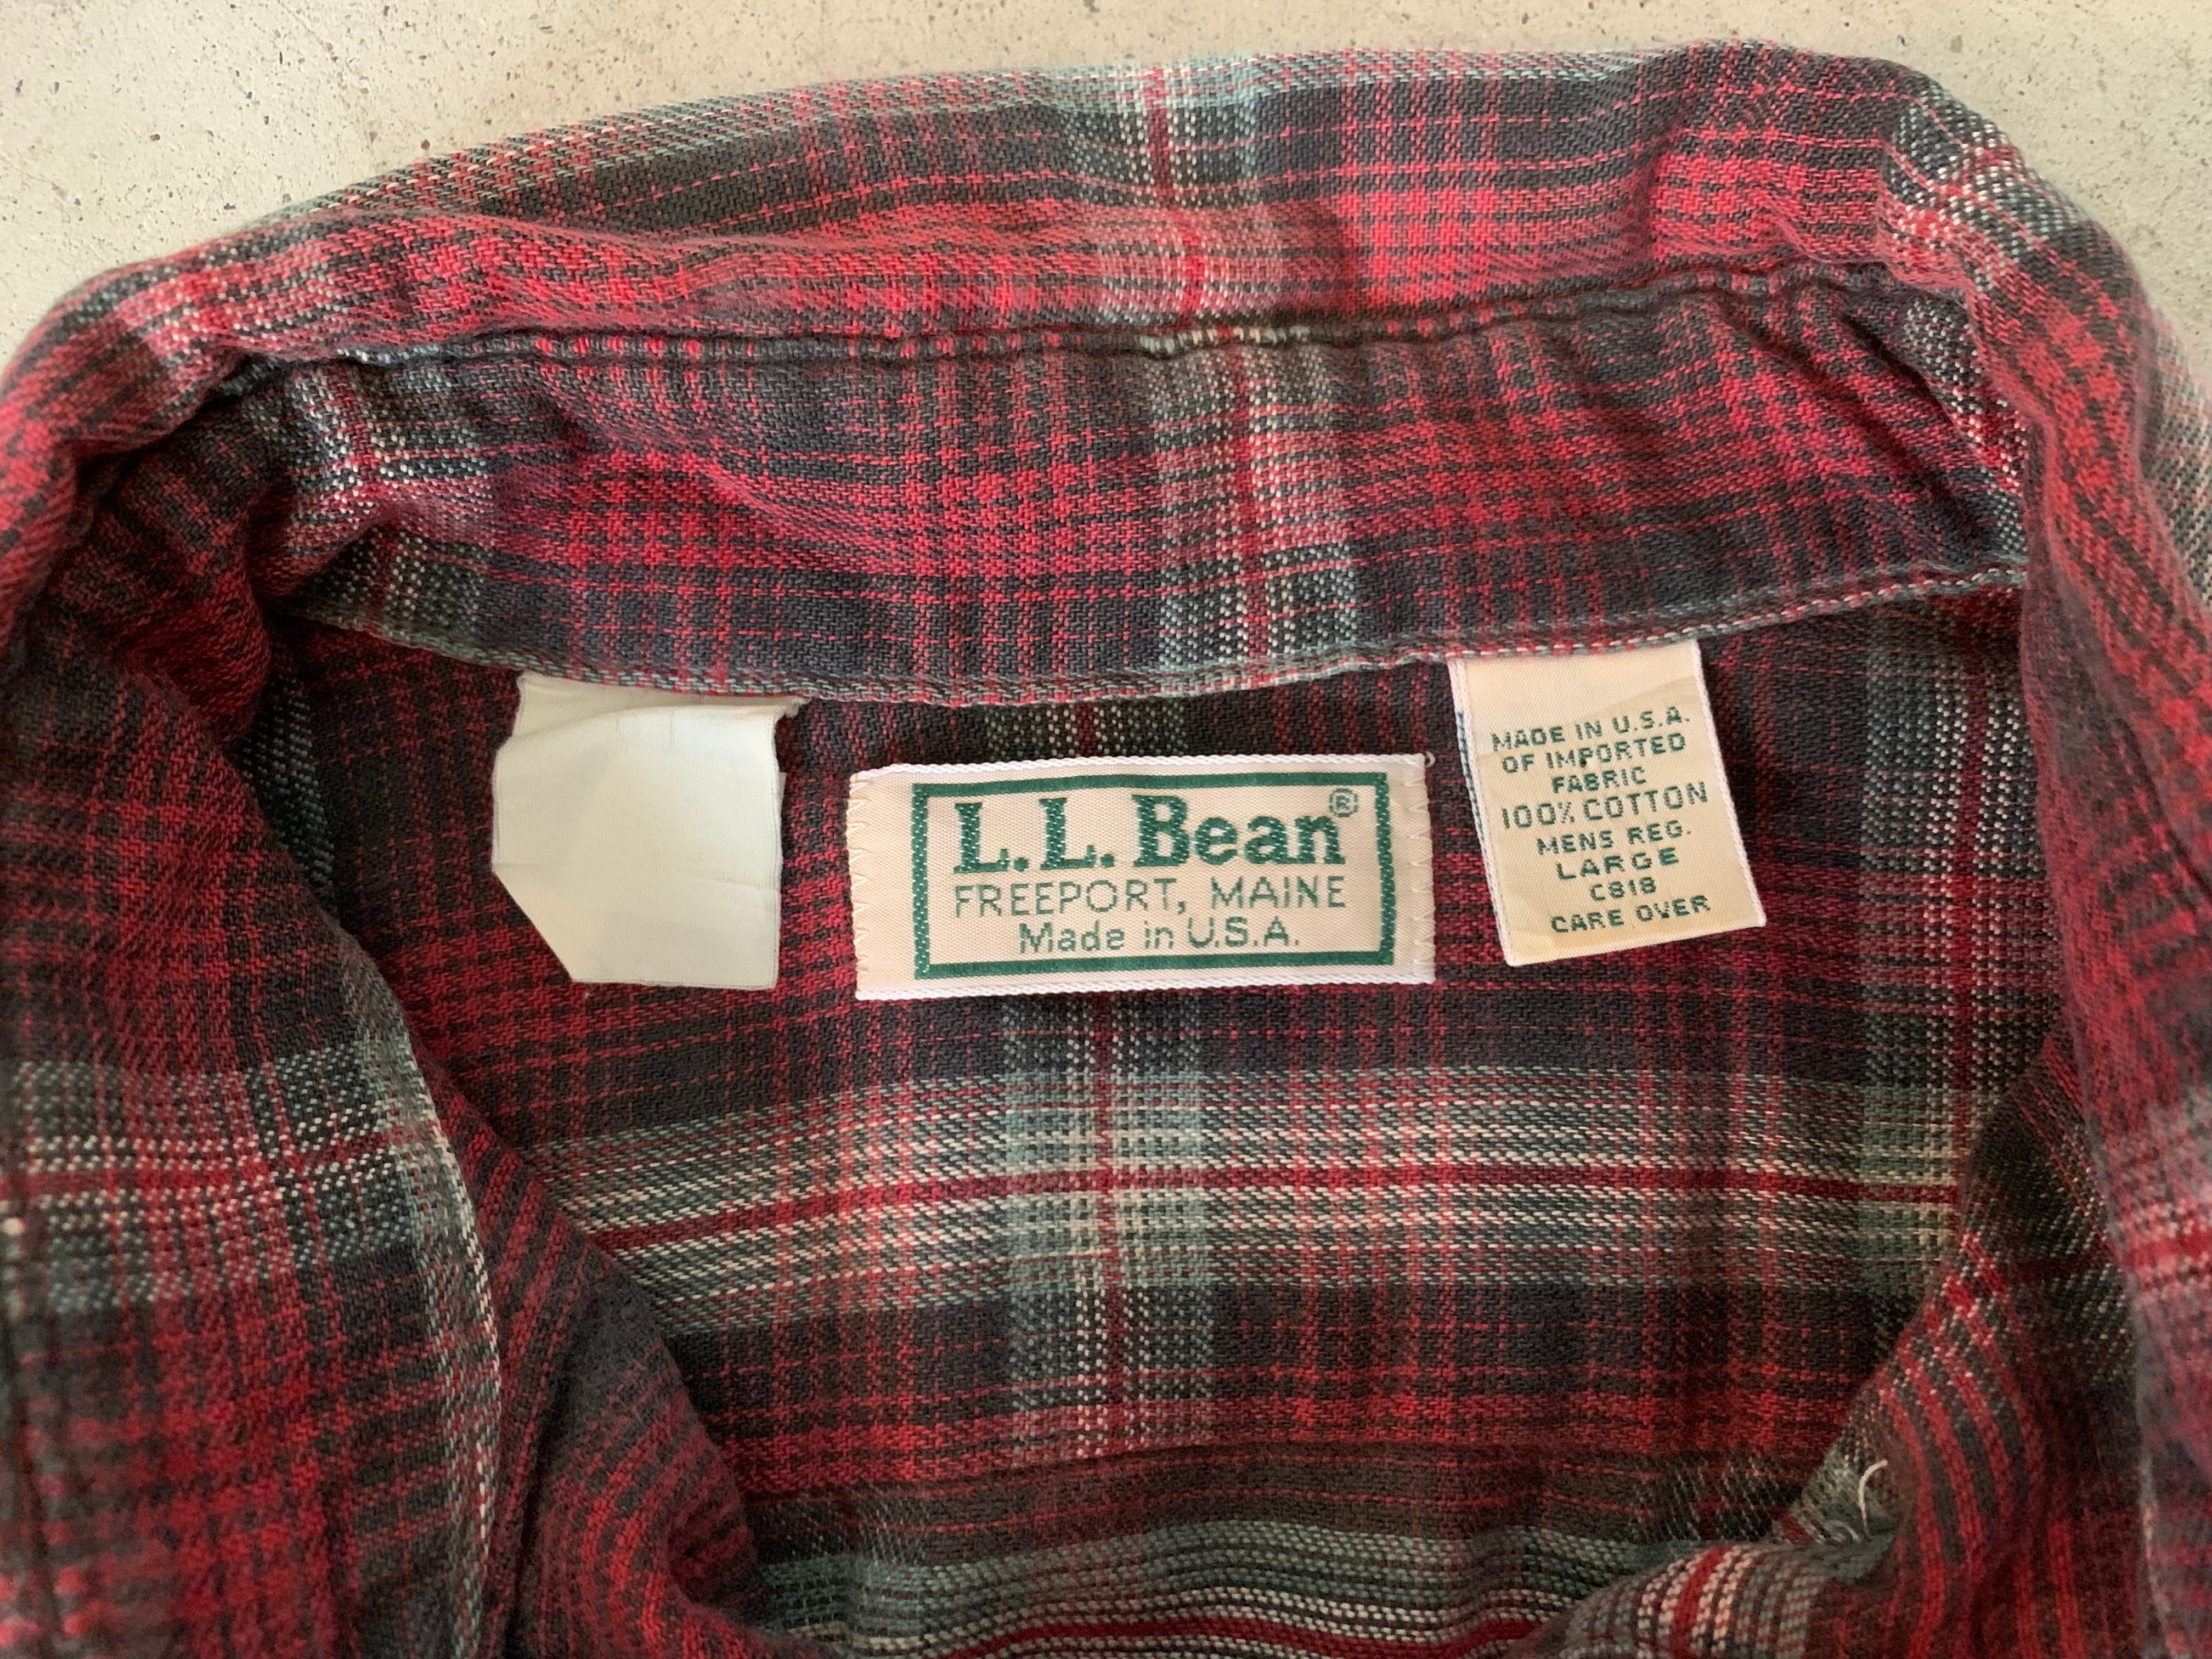 L.L.Bean®
FREEPORT, MAINE
Made in U.S.A.
MADE IN U.S.A.
OF IMPORTED
FABRIC
100% COTTON
MENS REG.
LARGE
C818
CARE OVER